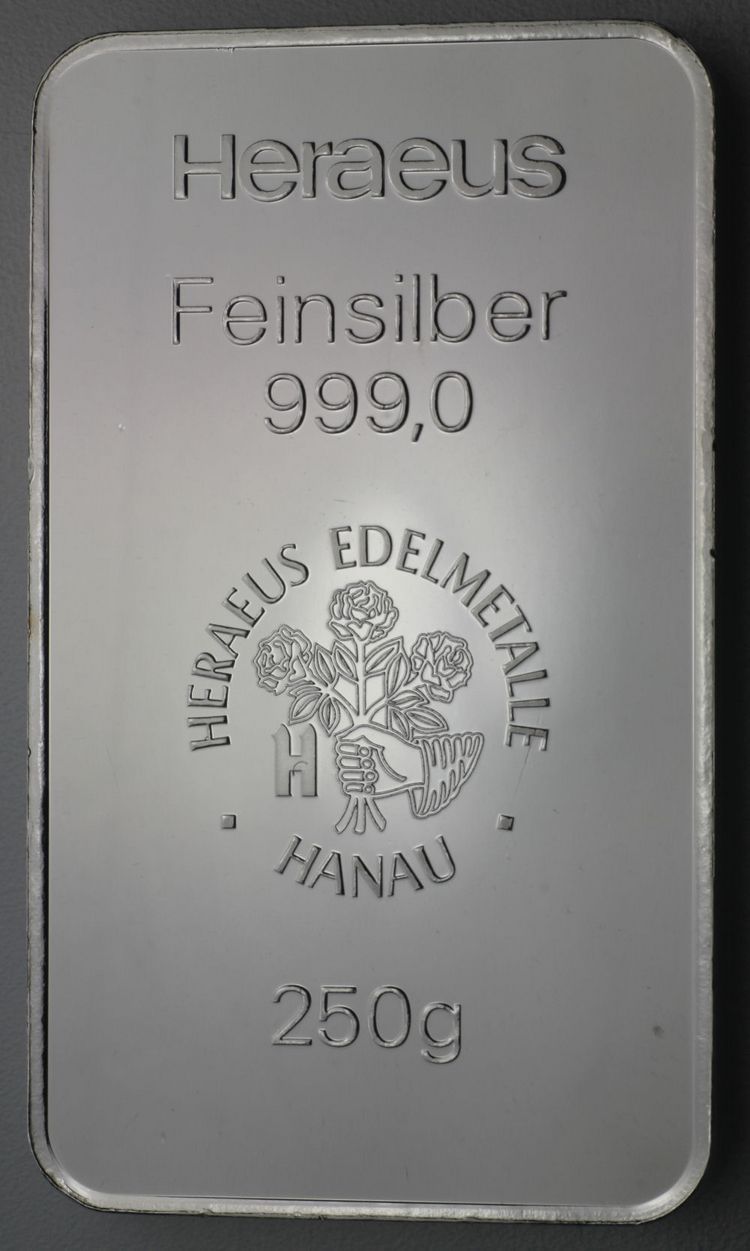 Heraeus
Feinsilber
999,0
HERAEUS EDELMETALLE
H
HANAU
250g